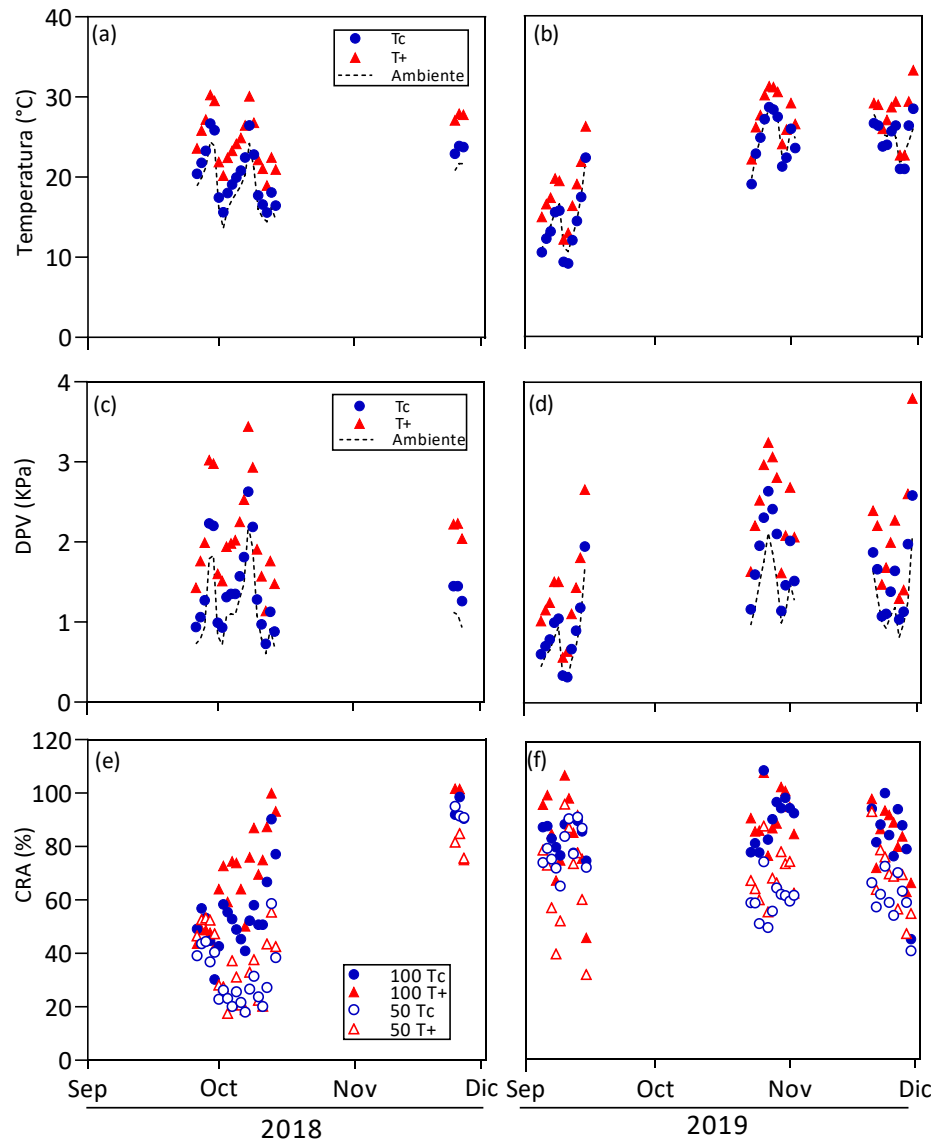 (a)
(b)
Tc
T+
Ambiente
Tc
T+
Ambiente
Temperatura (°C)
40
30
20
10
0
(c)
(d)
Tc
T+
Ambiente
DPV (KPa)
4
3
2
1
0
(e)
(f)
CRA (%)
120
100
80
60
40
20
0
100 Tc
100 T+
50 Tc
50 T+
Sep Oct Nov Dic Sep Oct Nov Dic
2018 2019